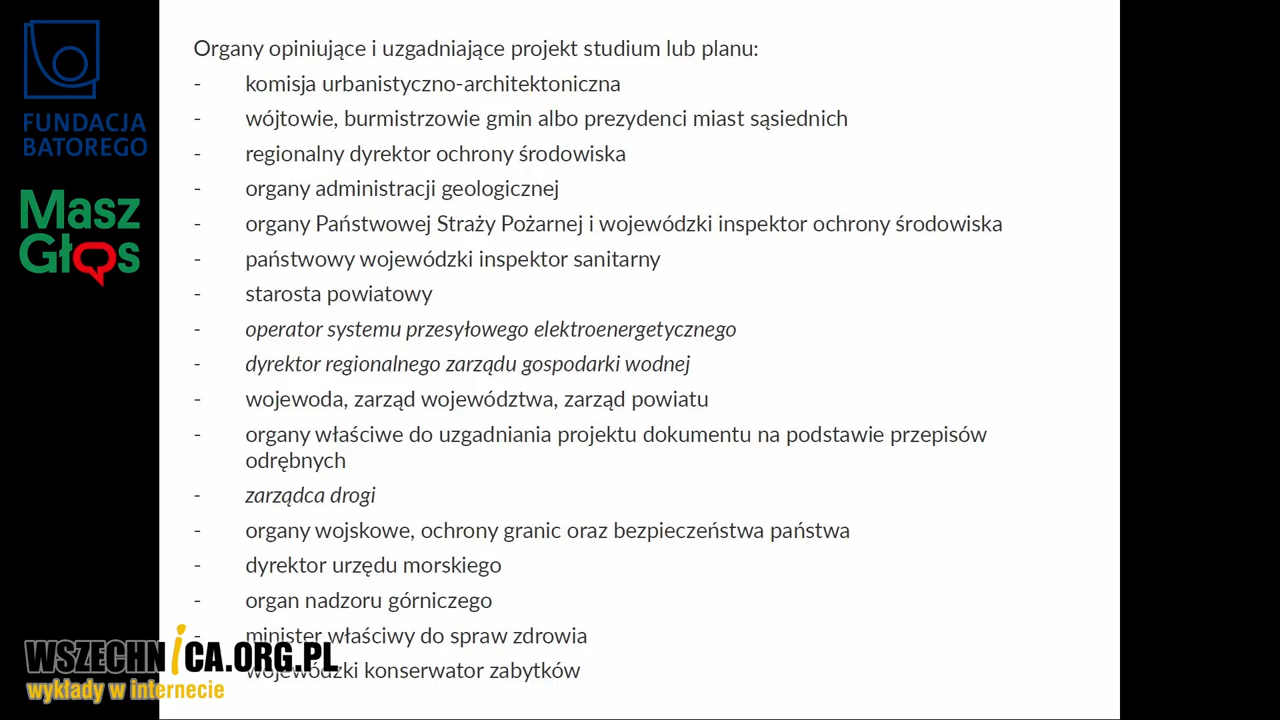 FUNDACJA
BATOREGO
Masz
Głos
Organy opiniujące i uzgadniające projekt studium lub planu:
- komisja urbanistyczno-architektoniczna
- wójtowie, burmistrzowie gmin albo prezydenci miast sąsiednich
- regionalny dyrektor ochrony środowiska
- organy administracji geologicznej
- organy Państwowej Straży Pożarnej i wojewódzki inspektor ochrony środowiska
- państwowy wojewódzki inspektor sanitarny
- starosta powiatowy
- operator systemu przesyłowego elektroenergetycznego
- dyrektor regionalnego zarządu gospodarki wodnej
- wojewoda, zarząd województwa, zarząd powiatu
- organy właściwe do uzgadniania projektu dokumentu na podstawie przepisów
odrębnych
- zarządca drogi
- organy wojskowe, ochrony granic oraz bezpieczeństwa państwa
- dyrektor urzędu morskiego
- organ nadzoru górniczego
- minister właściwy do spraw zdrowia
wojewódzki konserwator zabytków
WSZECHNiCA.ORG.PL
wykłady w internecie